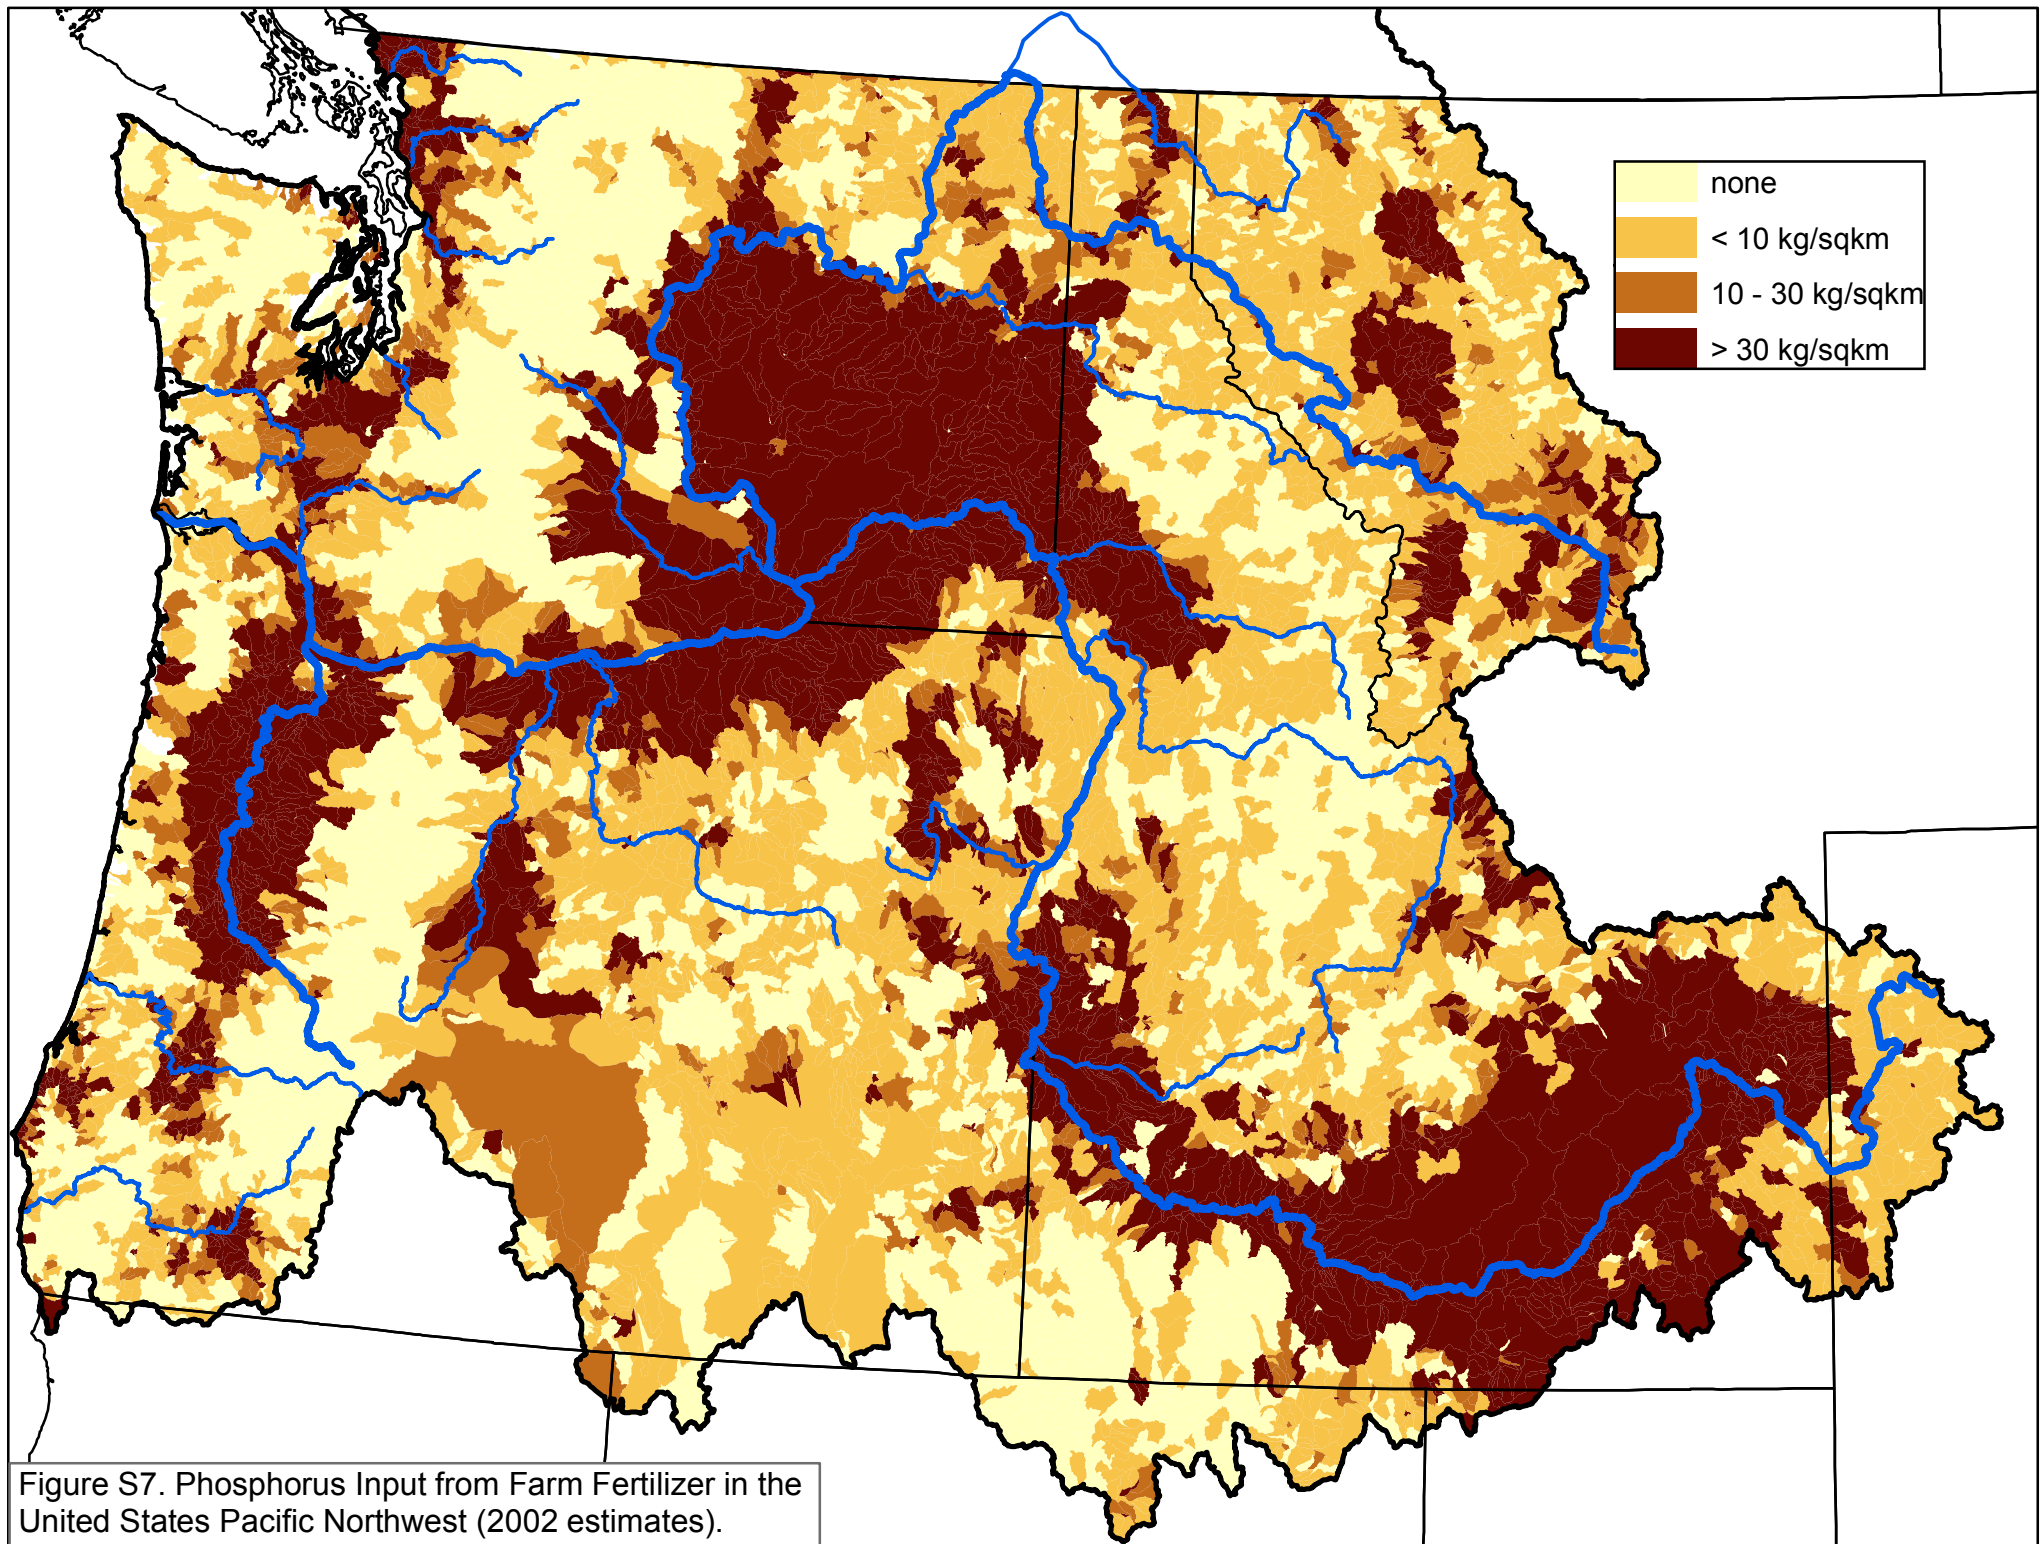 none
< 10 kg/sqkm
10 - 30 kg/sqkm
> 30 kg/sqkm
Figure S7. Phosphorus Input from Farm Fertilizer in the
United States Pacific Northwest (2002 estimates).